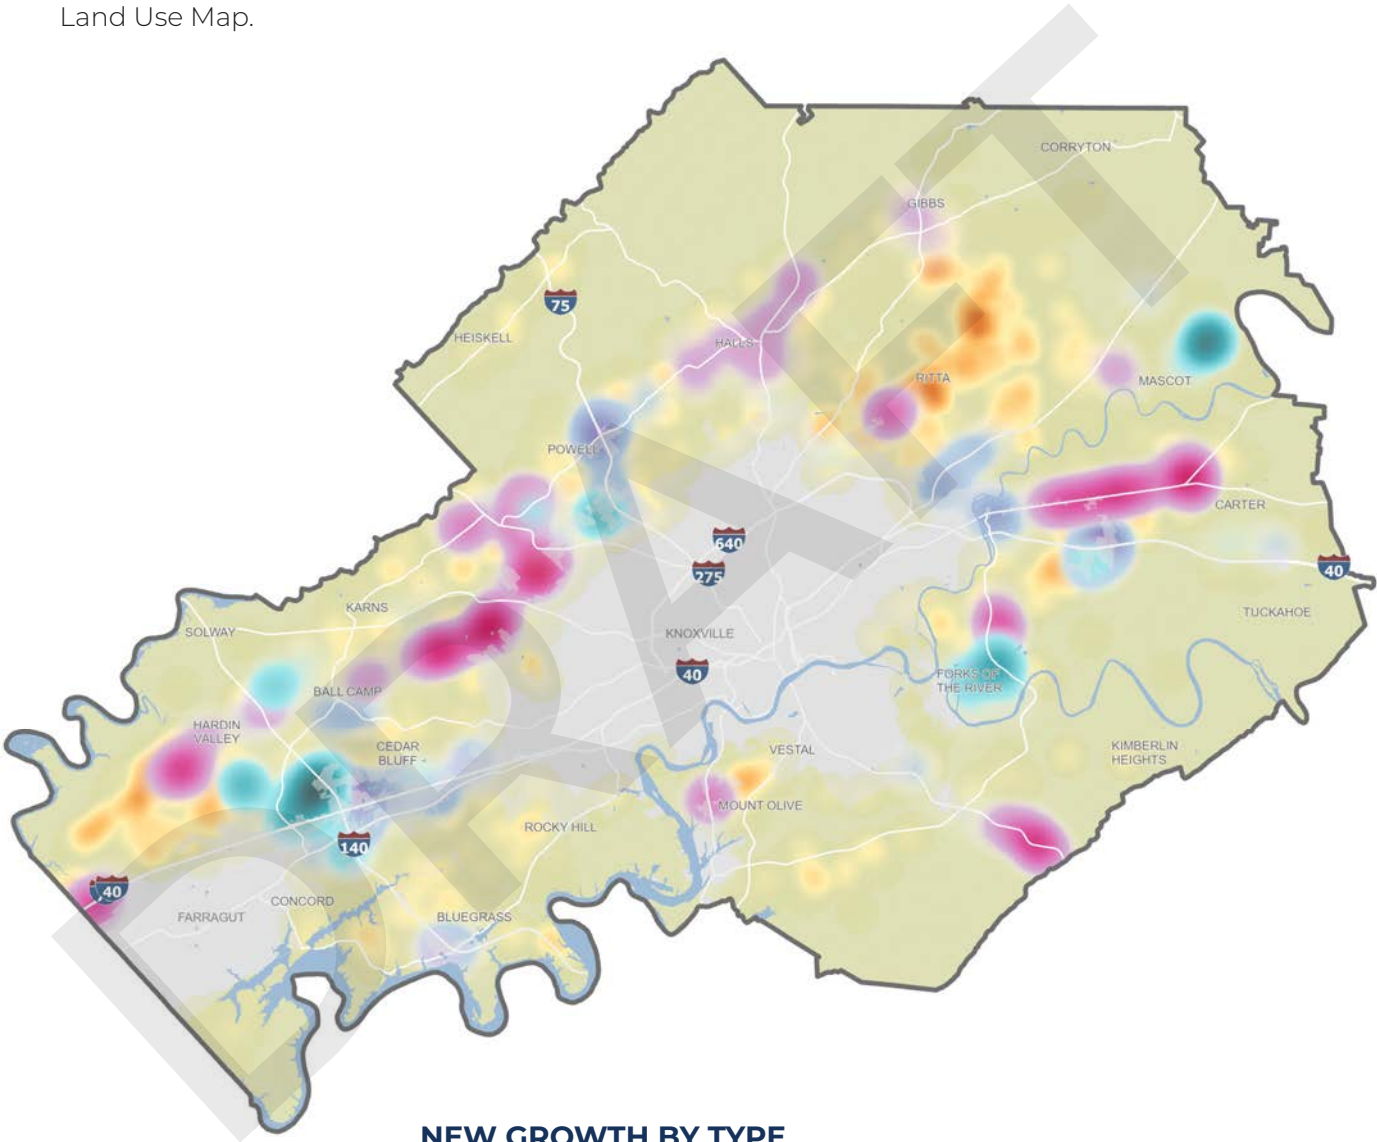 Land Use Map.
CORRYTON
GIBBS
75
HEISKELL
HALLS
RITTA
MASCOT
POWELL
CARTER
640
275
40
KARNS
SOLWAY
KNOXVILLE
TUCKAHOE
40
FORKS OF
THE RIVER
BALL CAMP
HARDIN
VALLEY
CEDAR
BLUFF
VESTAL
KIMBERLIN
HEIGHTS
MOUNT OLIVE
ROCKY HILL
140
40
CONCORD
FARRAGUT
BLUEGRASS
DRAFT
NEW GROWTH BY TYPE